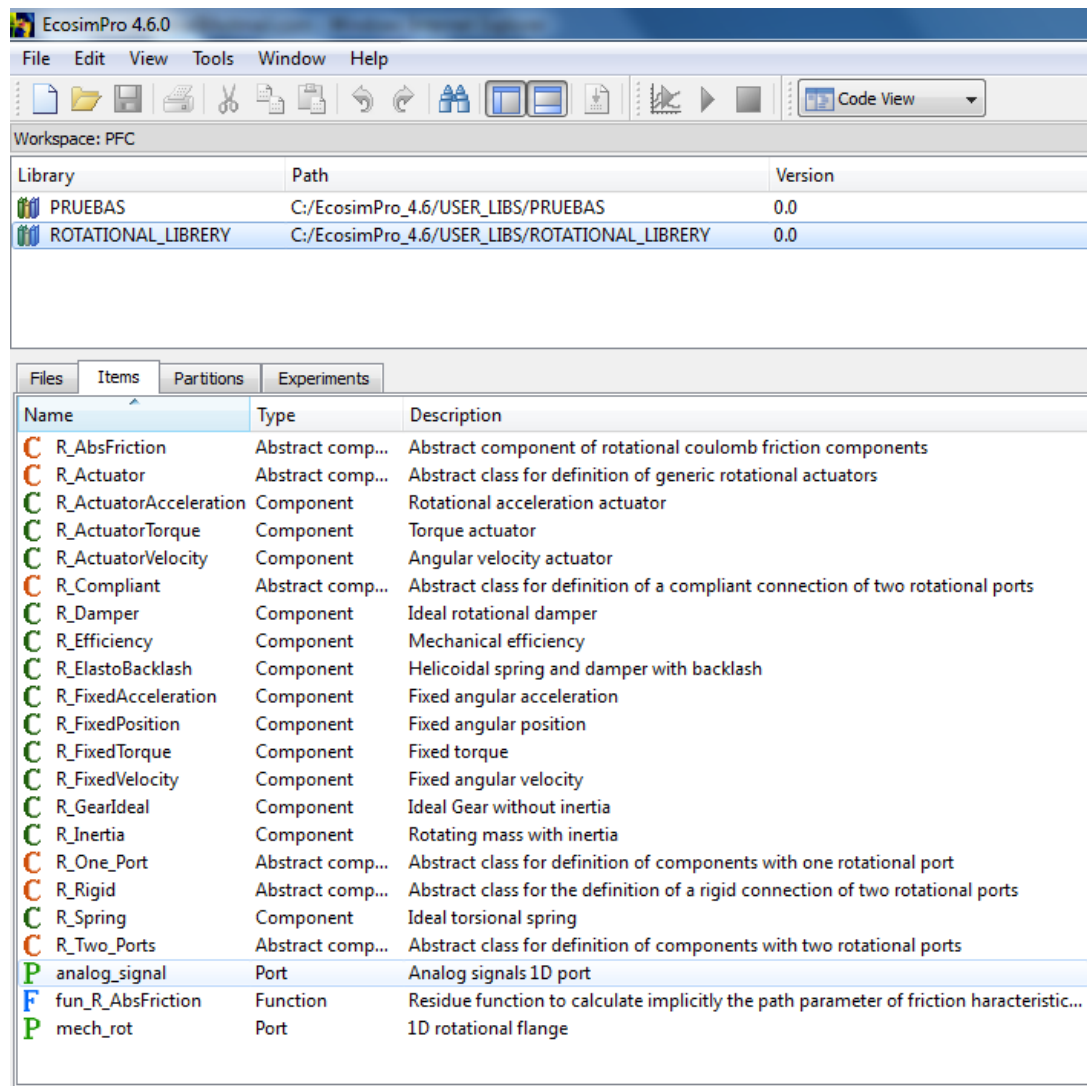 EcosimPro 4.6.0
File Edit View Tools Window Help
Code View
Workspace: PFC
Library Path Version
PRUEBAS C:/EcosimPro_4.6/USER_LIBS/PRUEBAS 0.0
ROTATIONAL_LIBRERY C:/EcosimPro_4.6/USER_LIBS/ROTATIONAL_LIBRERY 0.0
Files Items Partitions Experiments
Name Type Description
C R_AbsFriction Abstract comp... Abstract component of rotational coulomb friction components
C R_Actuator Abstract comp... Abstract class for definition of generic rotational actuators
C R_ActuatorAcceleration Component Rotational acceleration actuator
C R_ActuatorTorque Component Torque actuator
C R_ActuatorVelocity Component Angular velocity actuator
C R_Compliant Abstract comp... Abstract class for definition of a compliant connection of two rotational ports
C R_Damper Component Ideal rotational damper
C R_Efficiency Component Mechanical efficiency
C R_ElastoBacklash Component Helicoidal spring and damper with backlash
C R_FixedAcceleration Component Fixed angular acceleration
C R_FixedPosition Component Fixed angular position
C R_FixedTorque Component Fixed torque
C R_FixedVelocity Component Fixed angular velocity
C R_GearIdeal Component Ideal Gear without inertia
C R_Inertia Component Rotating mass with inertia
C R_One_Port Abstract comp... Abstract class for definition of components with one rotational port
C R_Rigid Abstract comp... Abstract class for the definition of a rigid connection of two rotational ports
C R_Spring Component Ideal torsional spring
C R_Two_Ports Abstract comp... Abstract class for definition of components with two rotational ports
P analog_signal Port Analog signals 1D port
F fun_R_AbsFriction Function Residue function to calculate implicitly the path parameter of friction haracteristic...
P mech_rot Port 1D rotational flange